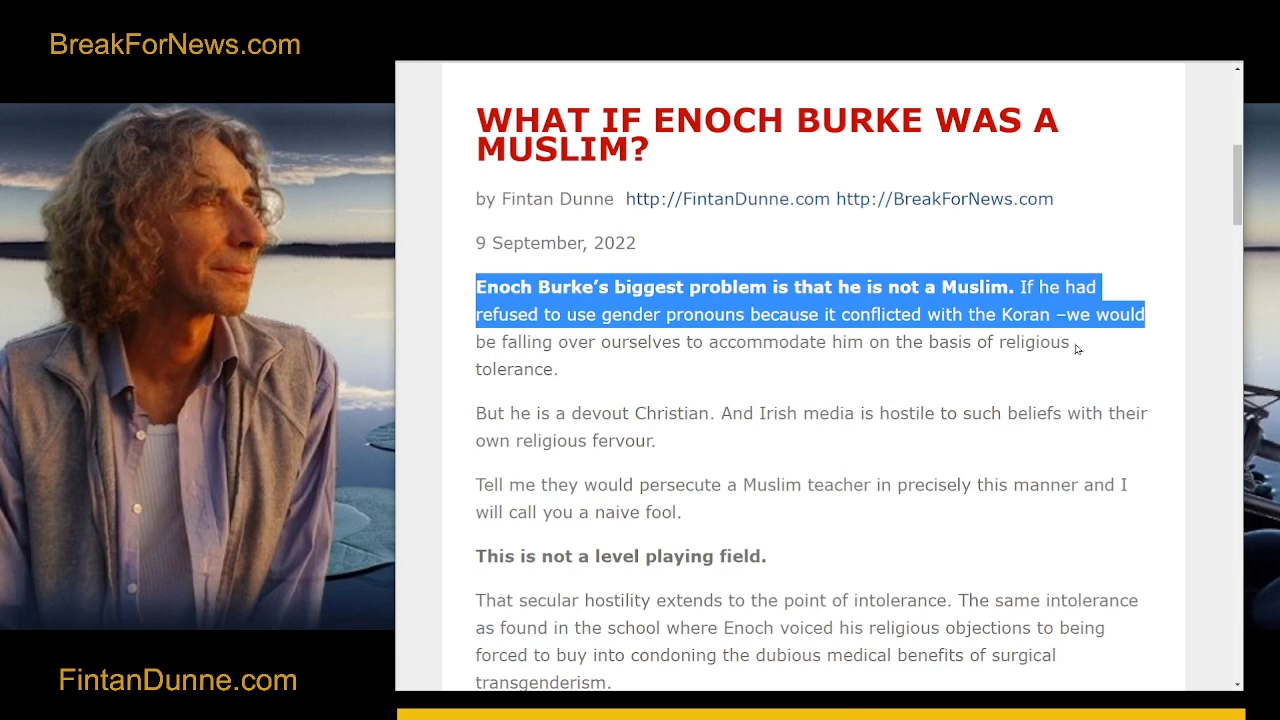 BreakForNews.com
WHAT IF ENOCH BURKE WAS A
MUSLIM?
by Fintan Dunne http://FintanDunne.com http://BreakForNews.com
9 September, 2022
Enoch Burke’s biggest problem is that he is not a Muslim. If he had
refused to use gender pronouns because it conflicted with the Koran –we would
be falling over ourselves to accommodate him on the basis of religious
tolerance.
But he is a devout Christian. And Irish media is hostile to such beliefs with their
own religious fervour.
Tell me they would persecute a Muslim teacher in precisely this manner and I
will call you a naive fool.
This is not a level playing field.
That secular hostility extends to the point of intolerance. The same intolerance
as found in the school where Enoch voiced his religious objections to being
forced to buy into condoning the dubious medical benefits of surgical
transgenderism.
FintanDunne.com